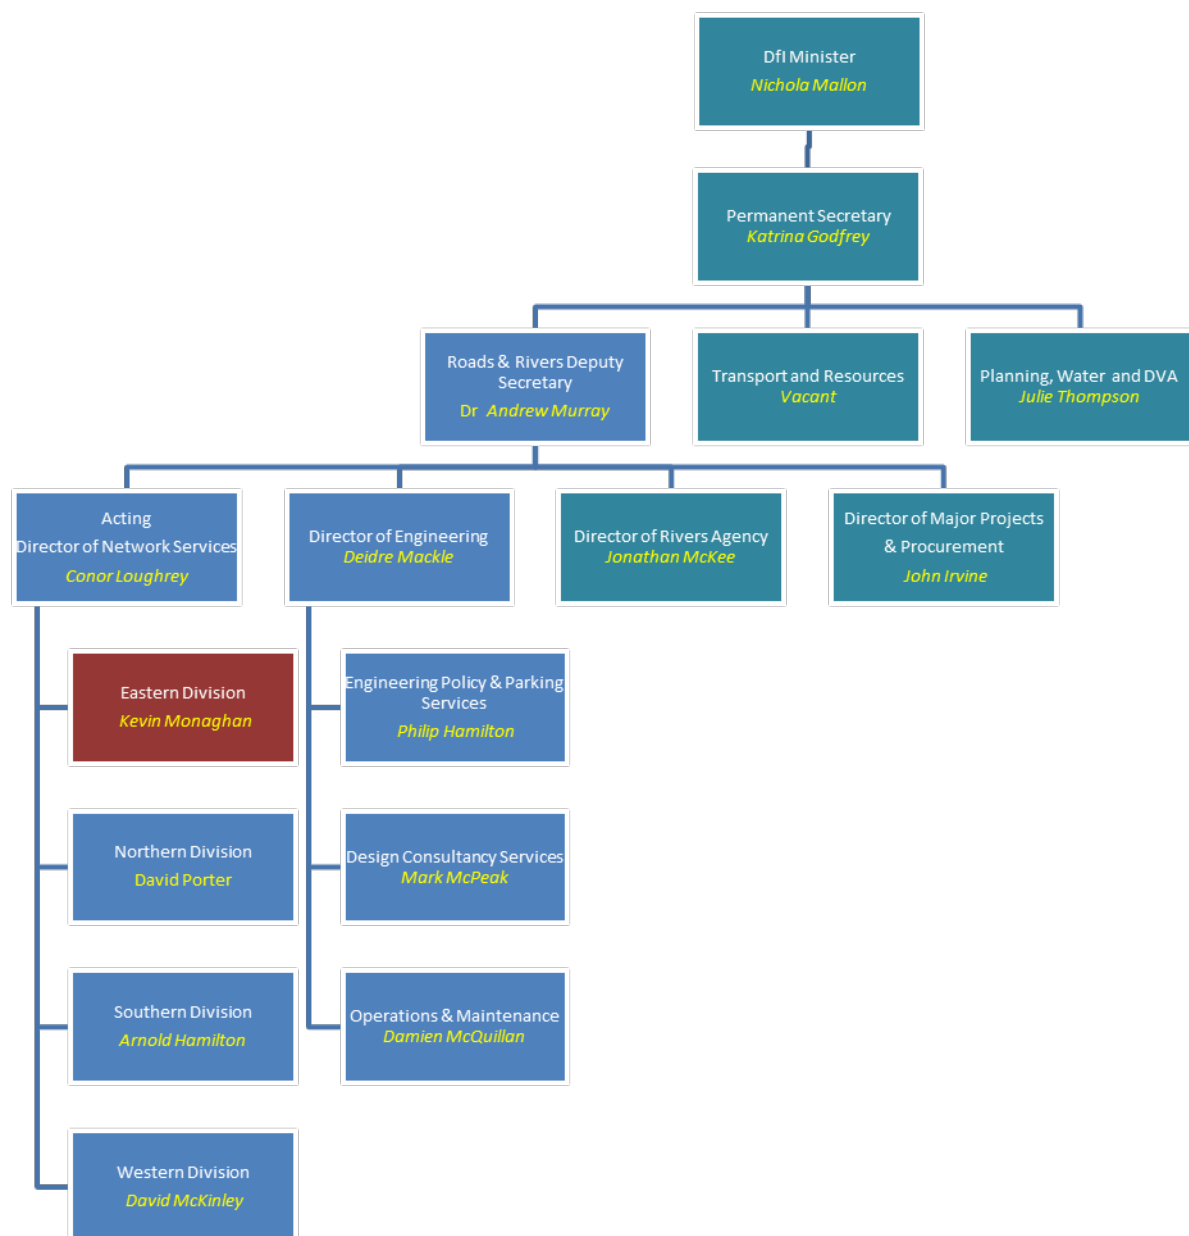 DfI Minister
Nichola Mallon
Permanent Secretary
Katrina Godfrey
Roads & Rivers Deputy
Secretary
Dr Andrew Murray
Transport and Resources
Vacant
Planning, Water and DVA
Julie Thompson
Acting
Director of Network Services
Conor Loughrey
Director of Engineering
Deidre Mackle
Director of Rivers Agency
Jonathan McKee
Director of Major Projects
& Procurement
John Irvine
Eastern Division
Kevin Monaghan
Engineering Policy & Parking
Services
Philip Hamilton
Northern Division
David Porter
Design Consultancy Services
Mark McPeak
Southern Division
Arnold Hamilton
Operations & Maintenance
Damien McQuillan
Western Division
David McKinley